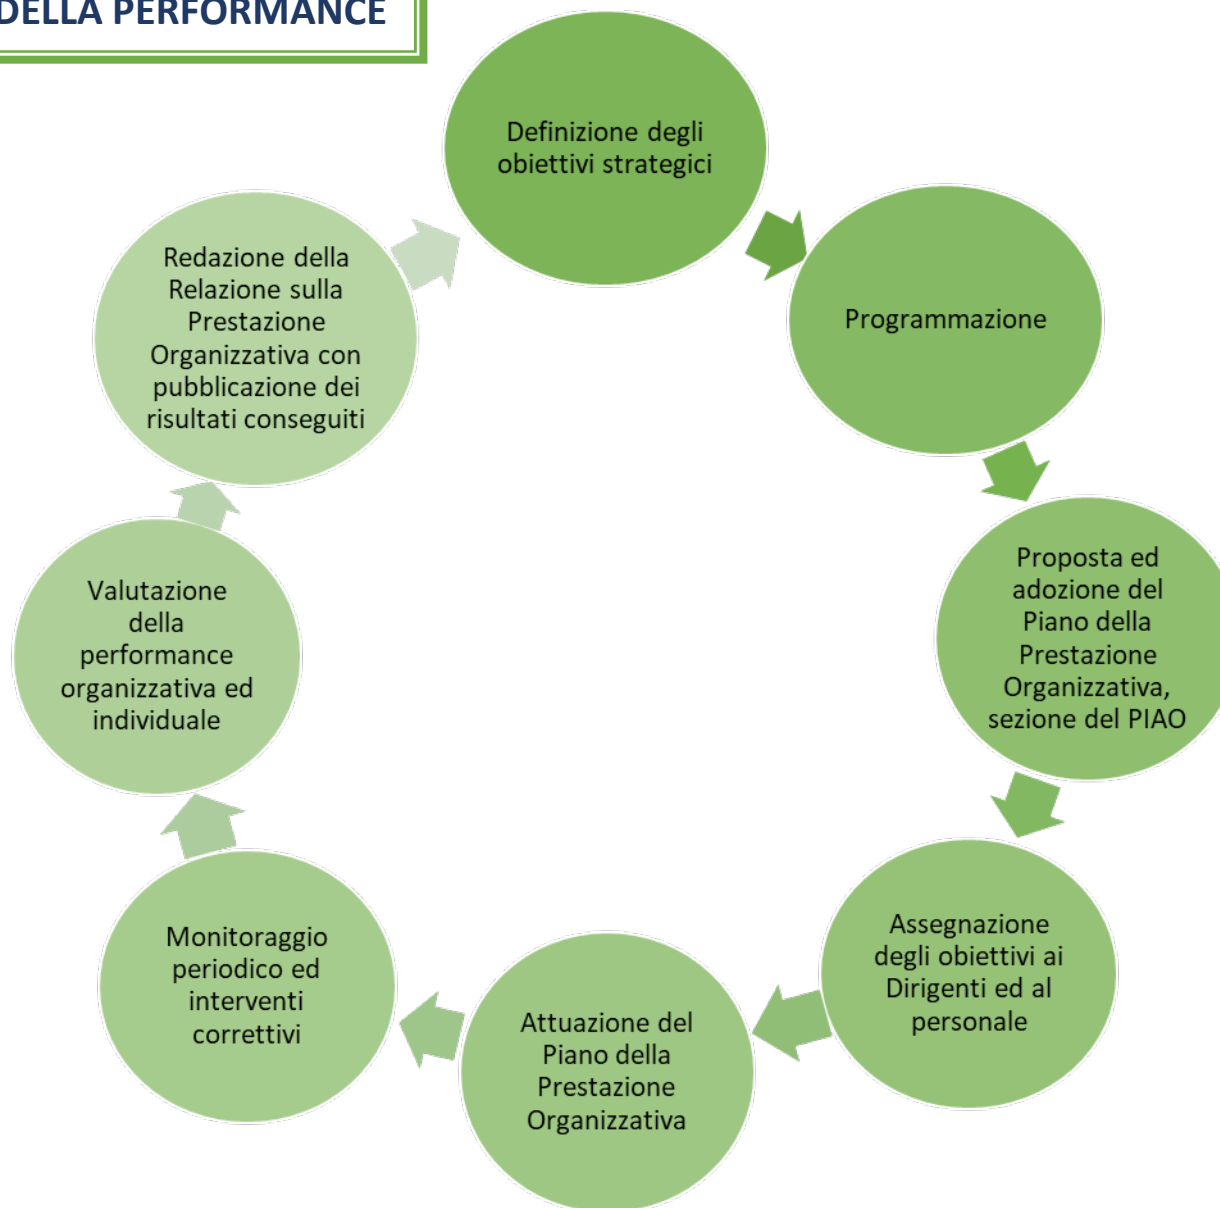 DELLA PERFORMANCE
Definizione degli
obiettivi strategici
Programmazione
Proposta ed
adozione del
Piano della
Prestazione
Organizzativa,
sezione del PIAO
Assegnazione
degli obiettivi ai
Dirigenti ed al
personale
Attuazione del
Piano della
Prestazione
Organizzativa
Monitoraggio
periodico ed
interventi
correttivi
Valutazione
della
performance
organizzativa ed
individuale
Redazione della
Relazione sulla
Prestazione
Organizzativa con
pubblicazione dei
risultati conseguiti